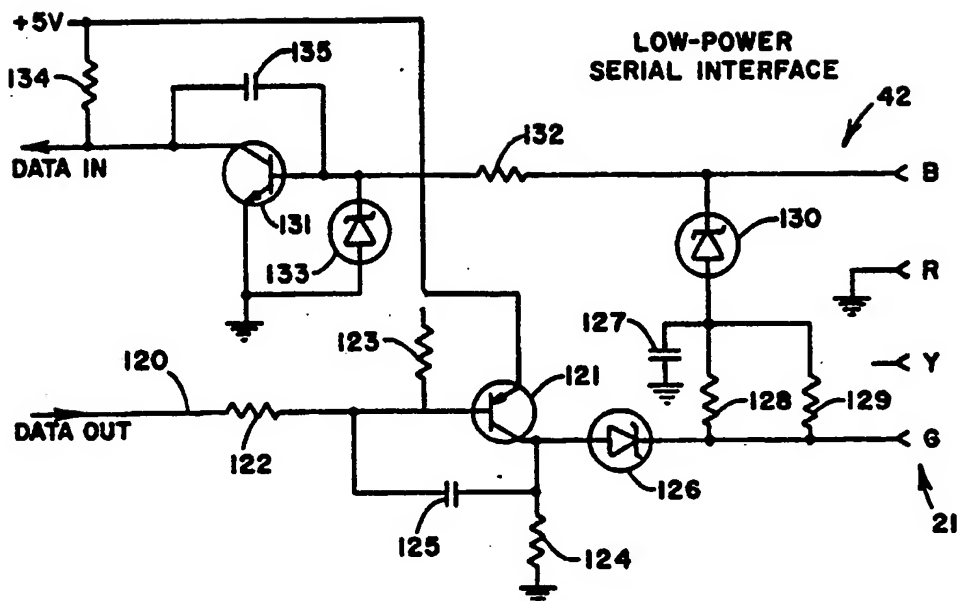 +5V
135
LOW-POWER
SERIAL INTERFACE
134
42
132
DATA IN
B
131
130
133
R
127
123
121
Y
120
128
129
DATA OUT
G
122
126
125
124
21